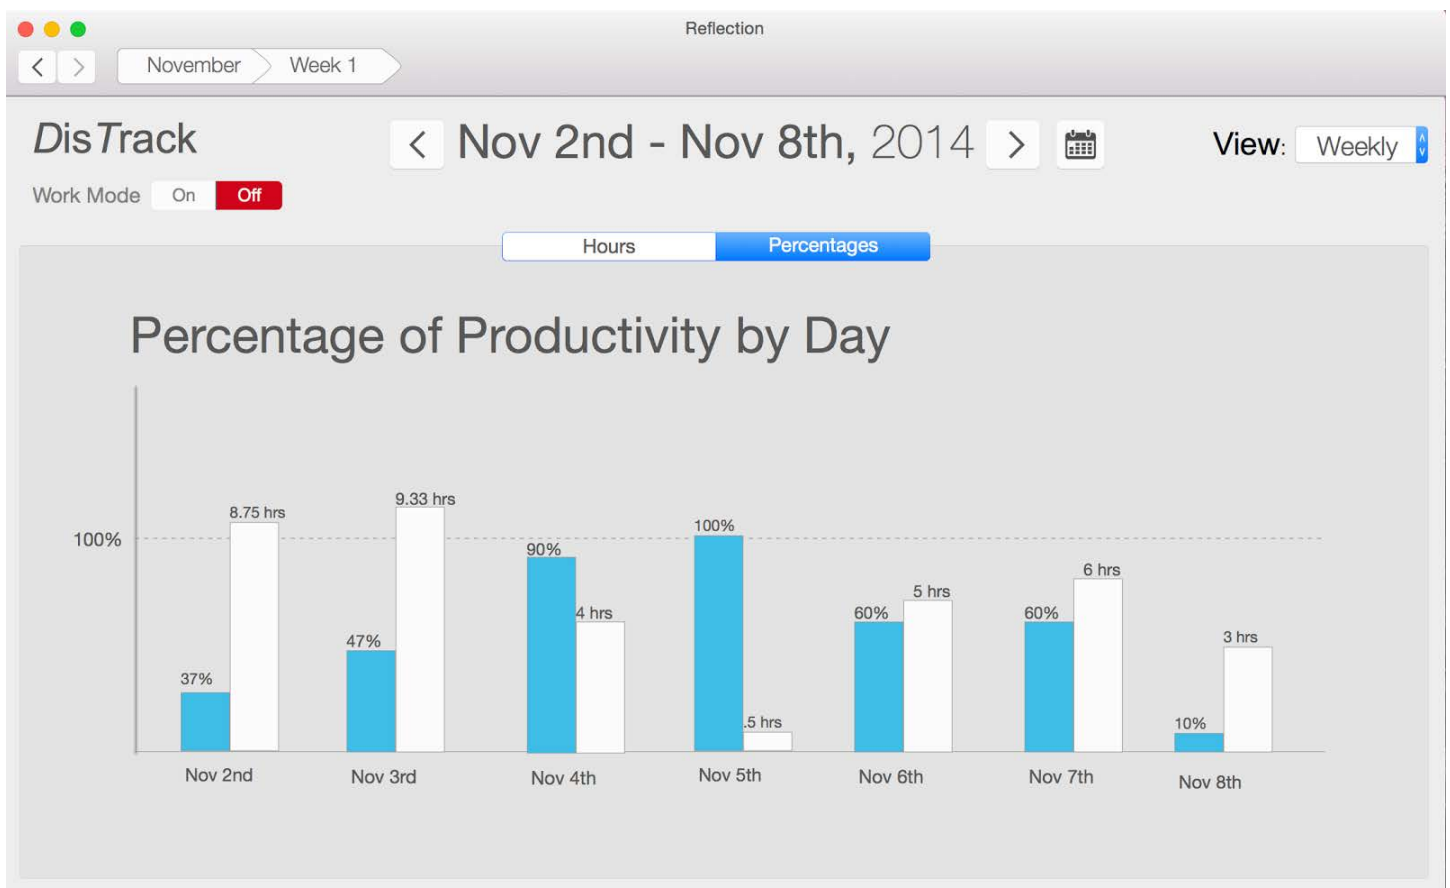 Reflection
November Week 1
DisTrack
Nov 2nd - Nov 8th, 2014
View: Weekly
Work Mode On Off
Hours Percentages
Percentage of Productivity by Day
100%
37%
8.75 hrs
47%
9.33 hrs
90%
4 hrs
100%
.5 hrs
60%
5 hrs
60%
6 hrs
10%
3 hrs
Nov 2nd Nov 3rd Nov 4th Nov 5th Nov 6th Nov 7th Nov 8th